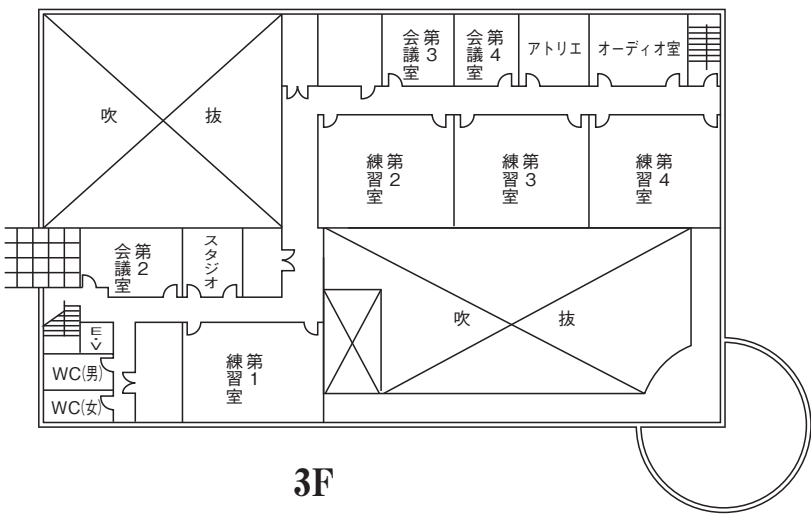 吹 抜
第3会議室
第4会議室
アトリエ
オーディオ室
第2練習室
第3練習室
第4練習室
第2会議室
スタジオ
吹 抜
E・V
第1練習室
WC(男)
WC(女)
3F